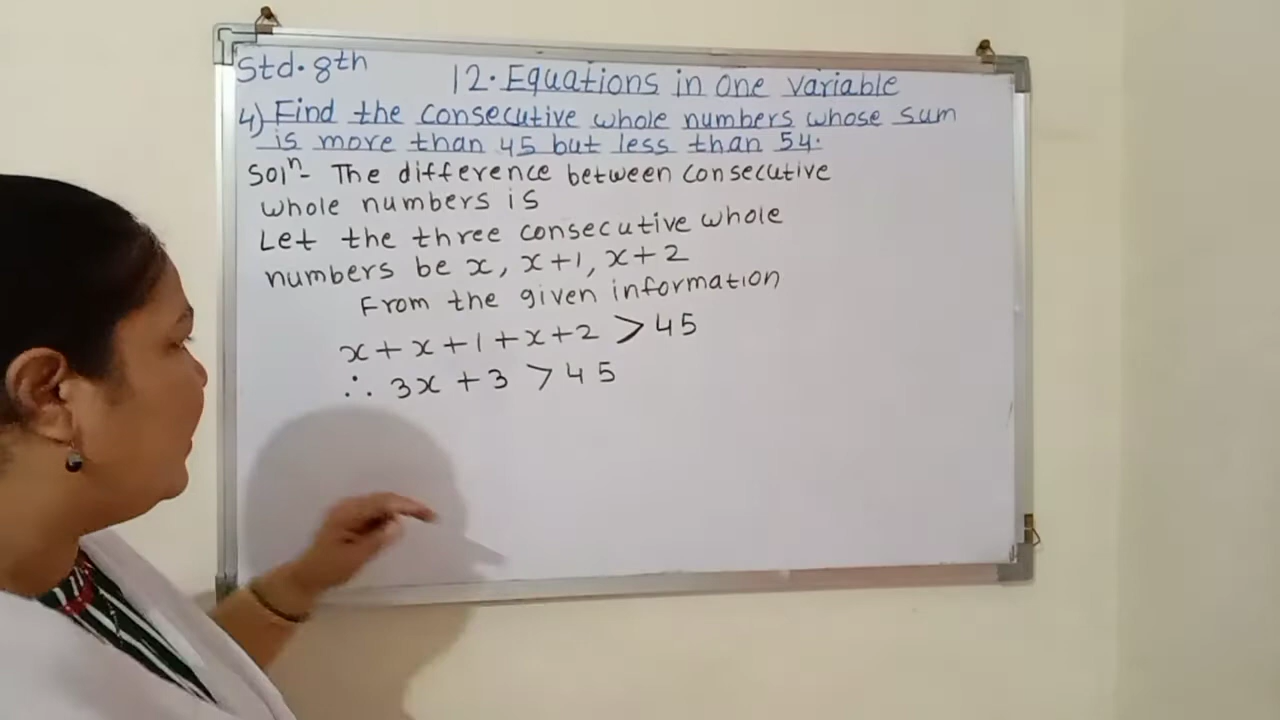 Std. 8th
12. Equations in one variable
4) Find the consecutive whole numbers whose sum
is more than 45 but less than 54.
Solⁿ- The difference between consecutive
whole numbers is
Let the three consecutive whole
numbers be x, x+1, x+2
From the given information
x + x + 1 + x + 2 > 45
∴ 3x + 3 > 45